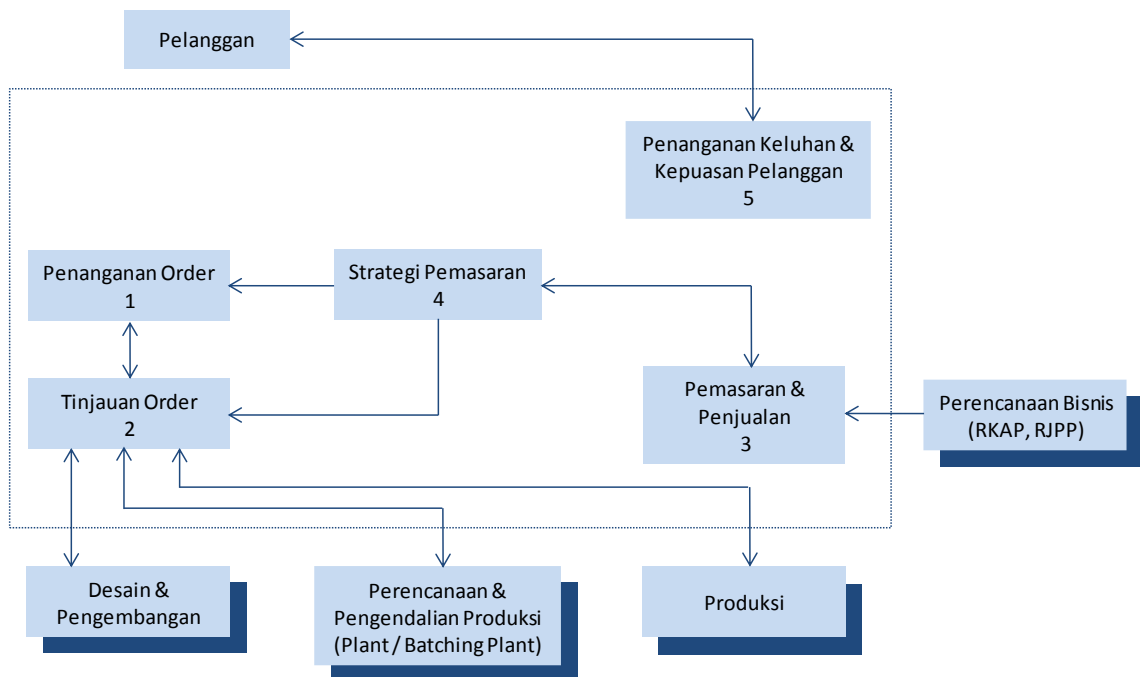 Pelanggan
Penanganan Keluhan &
Kepuasan Pelanggan
5
Penanganan Order
1
Strategi Pemasaran
4
Tinjauan Order
2
Pemasaran &
Penjualan
3
Perencanaan Bisnis
(RKAP, RJPP)
Desain &
Pengembangan
Perencanaan &
Pengendalian Produksi
(Plant / Batching Plant)
Produksi